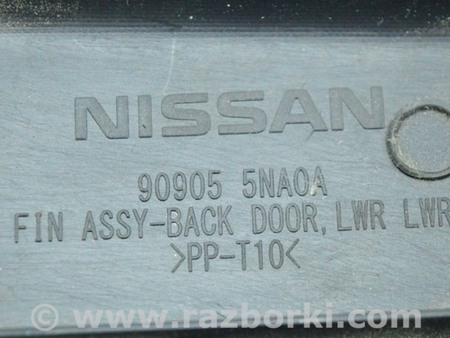 NISSAN
90905 5NA0A
FIN ASSY-BACK DOOR, LWR LWR
>PP-T10<
© www.razborki.com